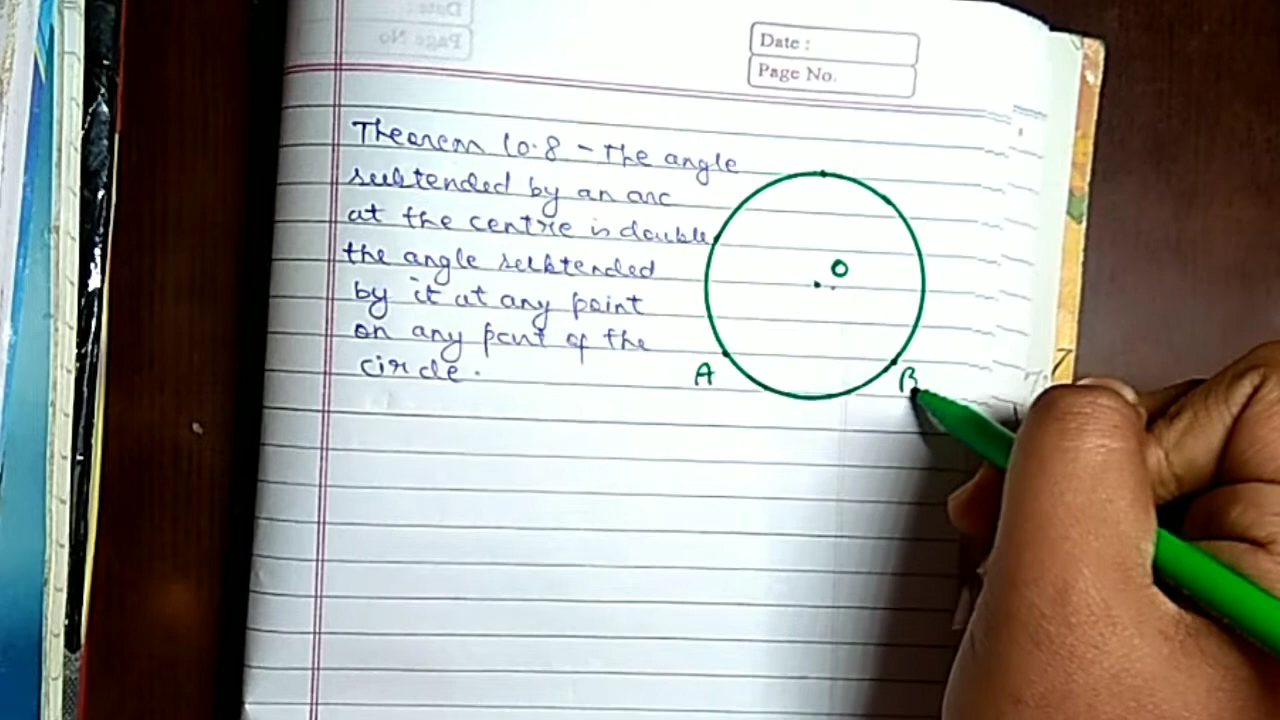 Date :
Page No.
Theorem 10.8 - The angle
subtended by an arc
at the centre is double
the angle subtended
by it at any point
on any part of the
circle.
O
A
B